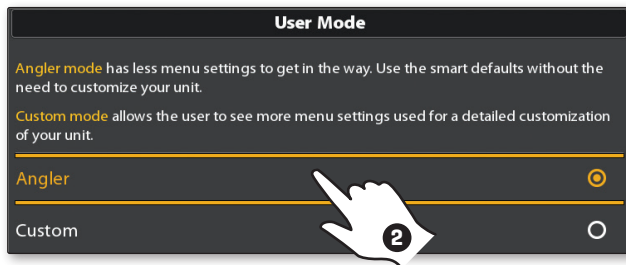 User Mode
Angler mode has less menu settings to get in the way. Use the smart defaults without the
need to customize your unit.
Custom mode allows the user to see more menu settings used for a detailed customization
of your unit.
Angler
Custom
2